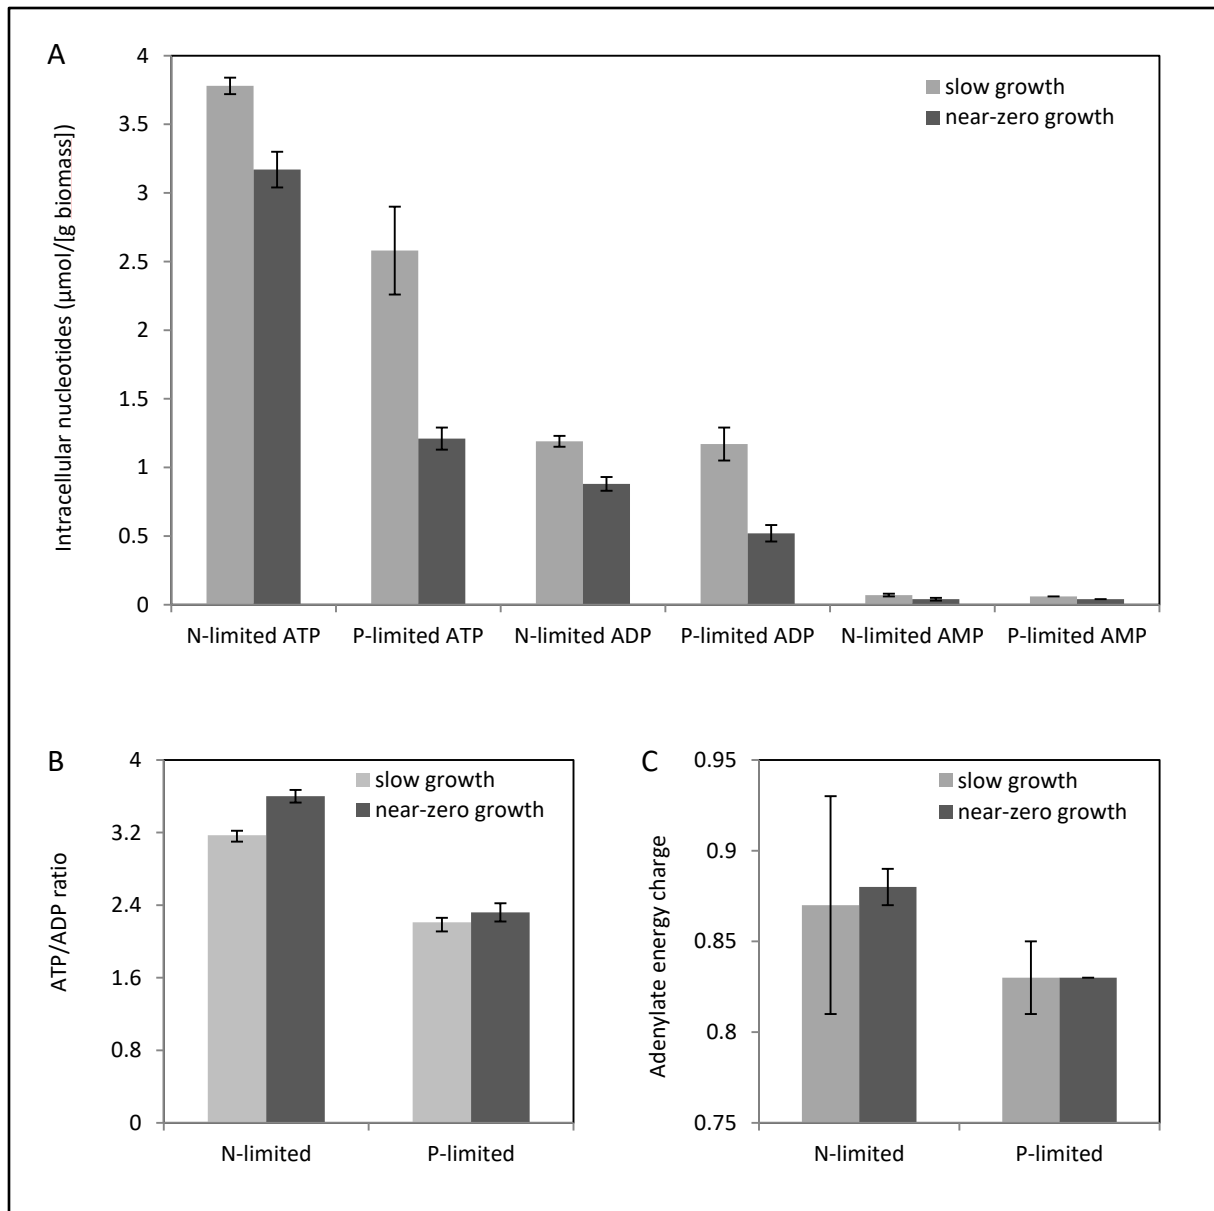 A
Intracellular nucleotides (µmol/[g biomass])
4
3.5
3
2.5
2
1.5
1
0.5
0
slow growth
near-zero growth
N-limited ATP P-limited ATP N-limited ADP P-limited ADP N-limited AMP P-limited AMP
B
ATP/ADP ratio
4
3.2
2.4
1.6
0.8
0
slow growth
near-zero growth
N-limited P-limited
C
Adenylate energy charge
0.95
0.9
0.85
0.8
0.75
slow growth
near-zero growth
N-limited P-limited